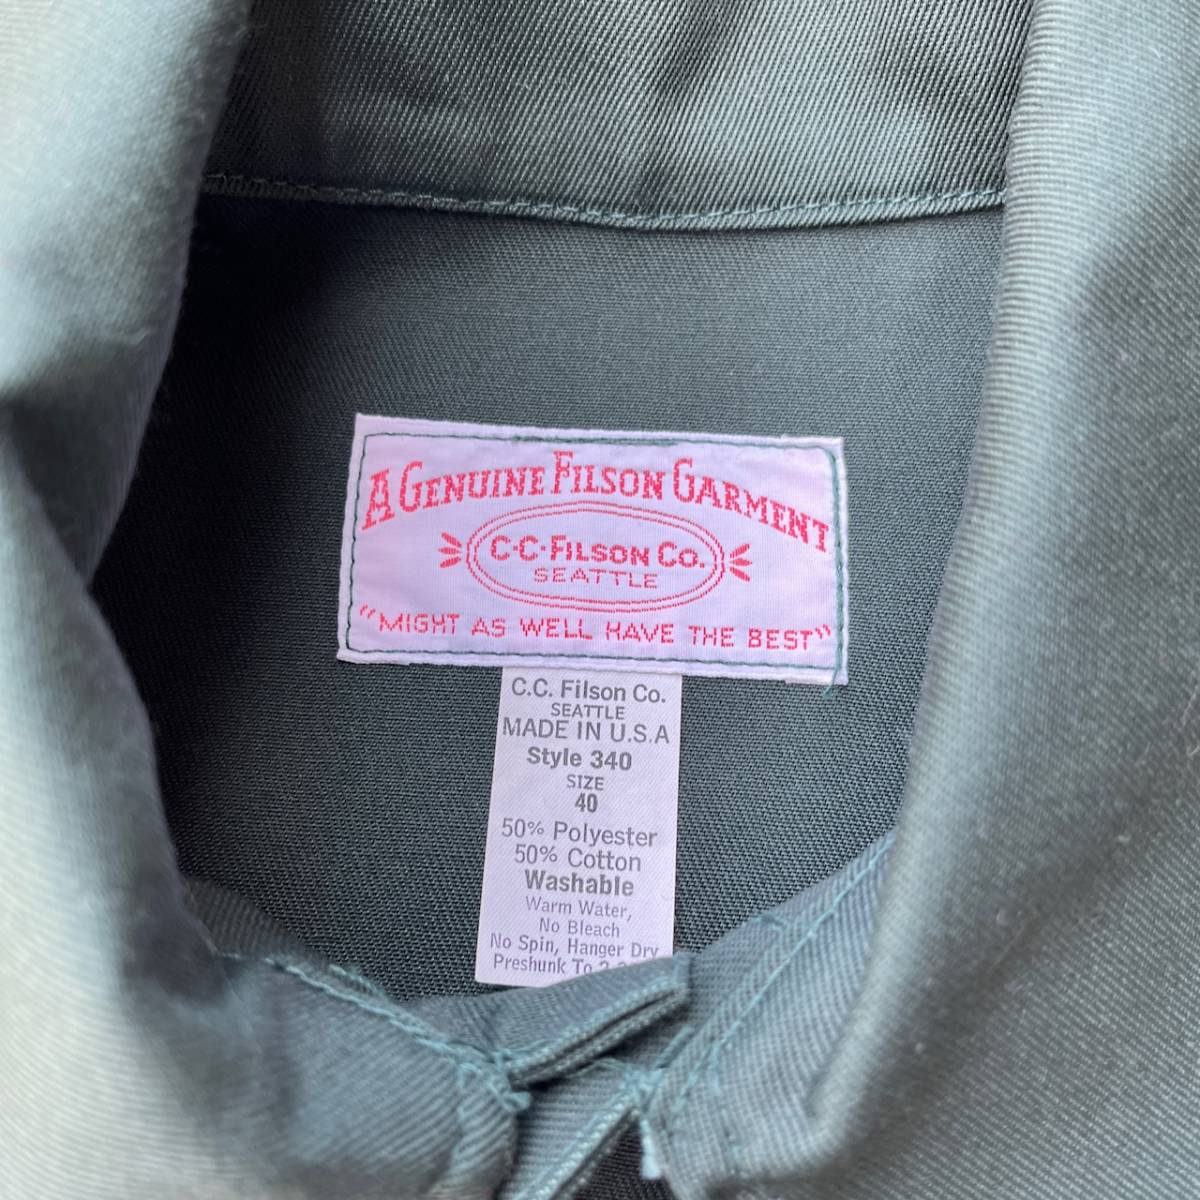 A GENUINE FILSON GARMENT
C·C·FILSON CO.
SEATTLE
"MIGHT AS WELL HAVE THE BEST"
C.C. Filson Co.
SEATTLE
MADE IN U.S.A
Style 340
SIZE
40
50% Polyester
50% Cotton
Washable
Warm Water,
No Bleach
No Spin, Hanger Dry
Preshunk To